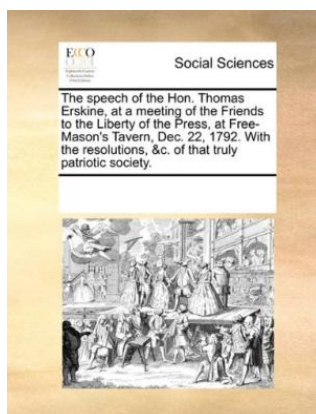 ECCO
Social Sciences
The speech of the Hon. Thomas
Erskine, at a meeting of the Friends
to the Liberty of the Press, at Free-
Mason's Tavern, Dec. 22, 1792. With
the resolutions, &c. of that truly
patriotic society.